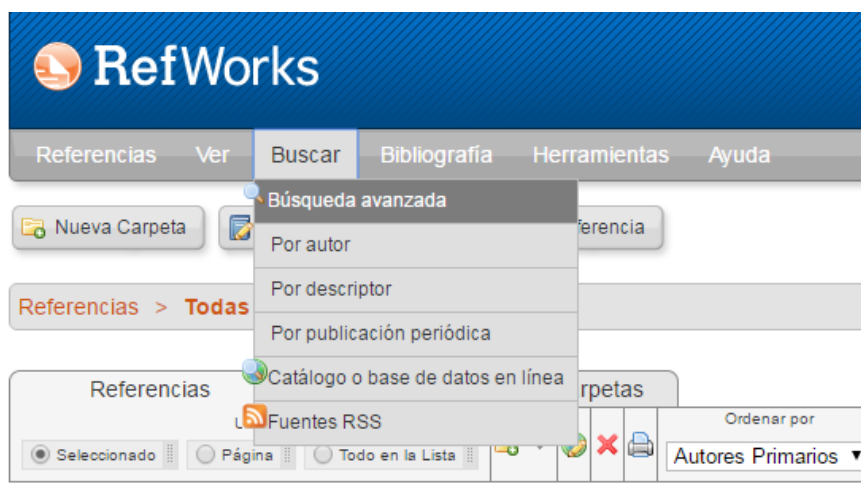 RefWorks
Referencias Ver Buscar Bibliografía Herramientas Ayuda
Búsqueda avanzada
Nueva Carpeta
Por autor
Por descriptor
Referencias > Todas
Por publicación periódica
Catálogo o base de datos en línea
Referencias
Fuentes RSS
Ordenar por
Seleccionado Página Todo en la Lista Autores Primarios